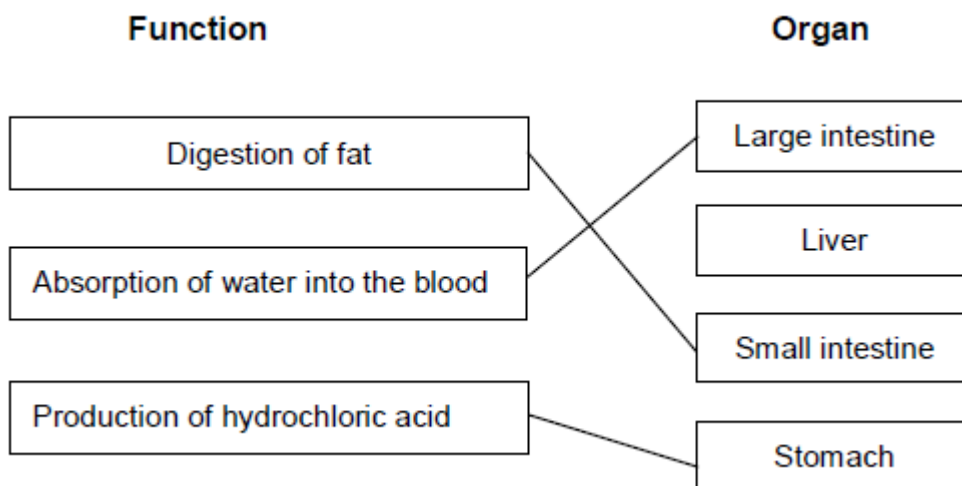 Function
Organ
Digestion of fat
Large intestine
Absorption of water into the blood
Liver
Production of hydrochloric acid
Small intestine
Stomach